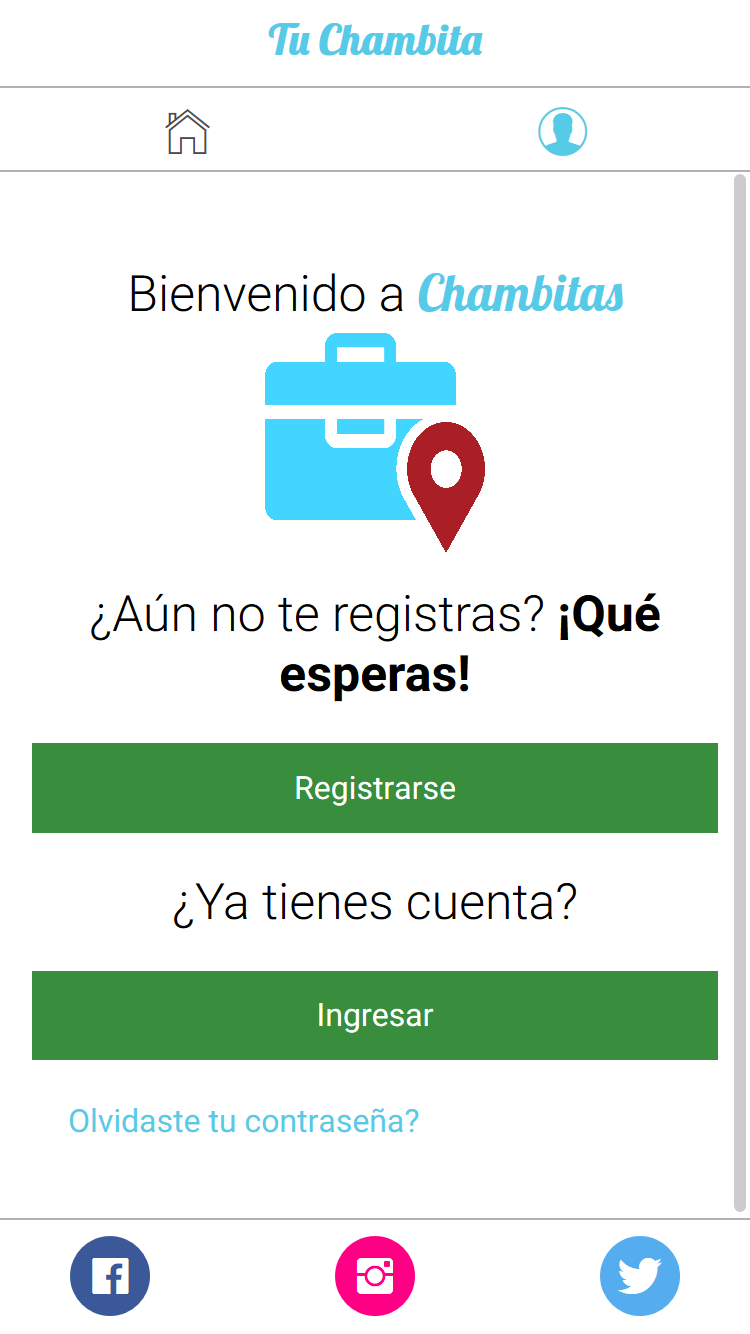 Tu Chambita
Bienvenido a Chambitas
¿Aún no te registras? ¡Qué
esperas!
Registrarse
¿Ya tienes cuenta?
Ingresar
Olvidaste tu contraseña?